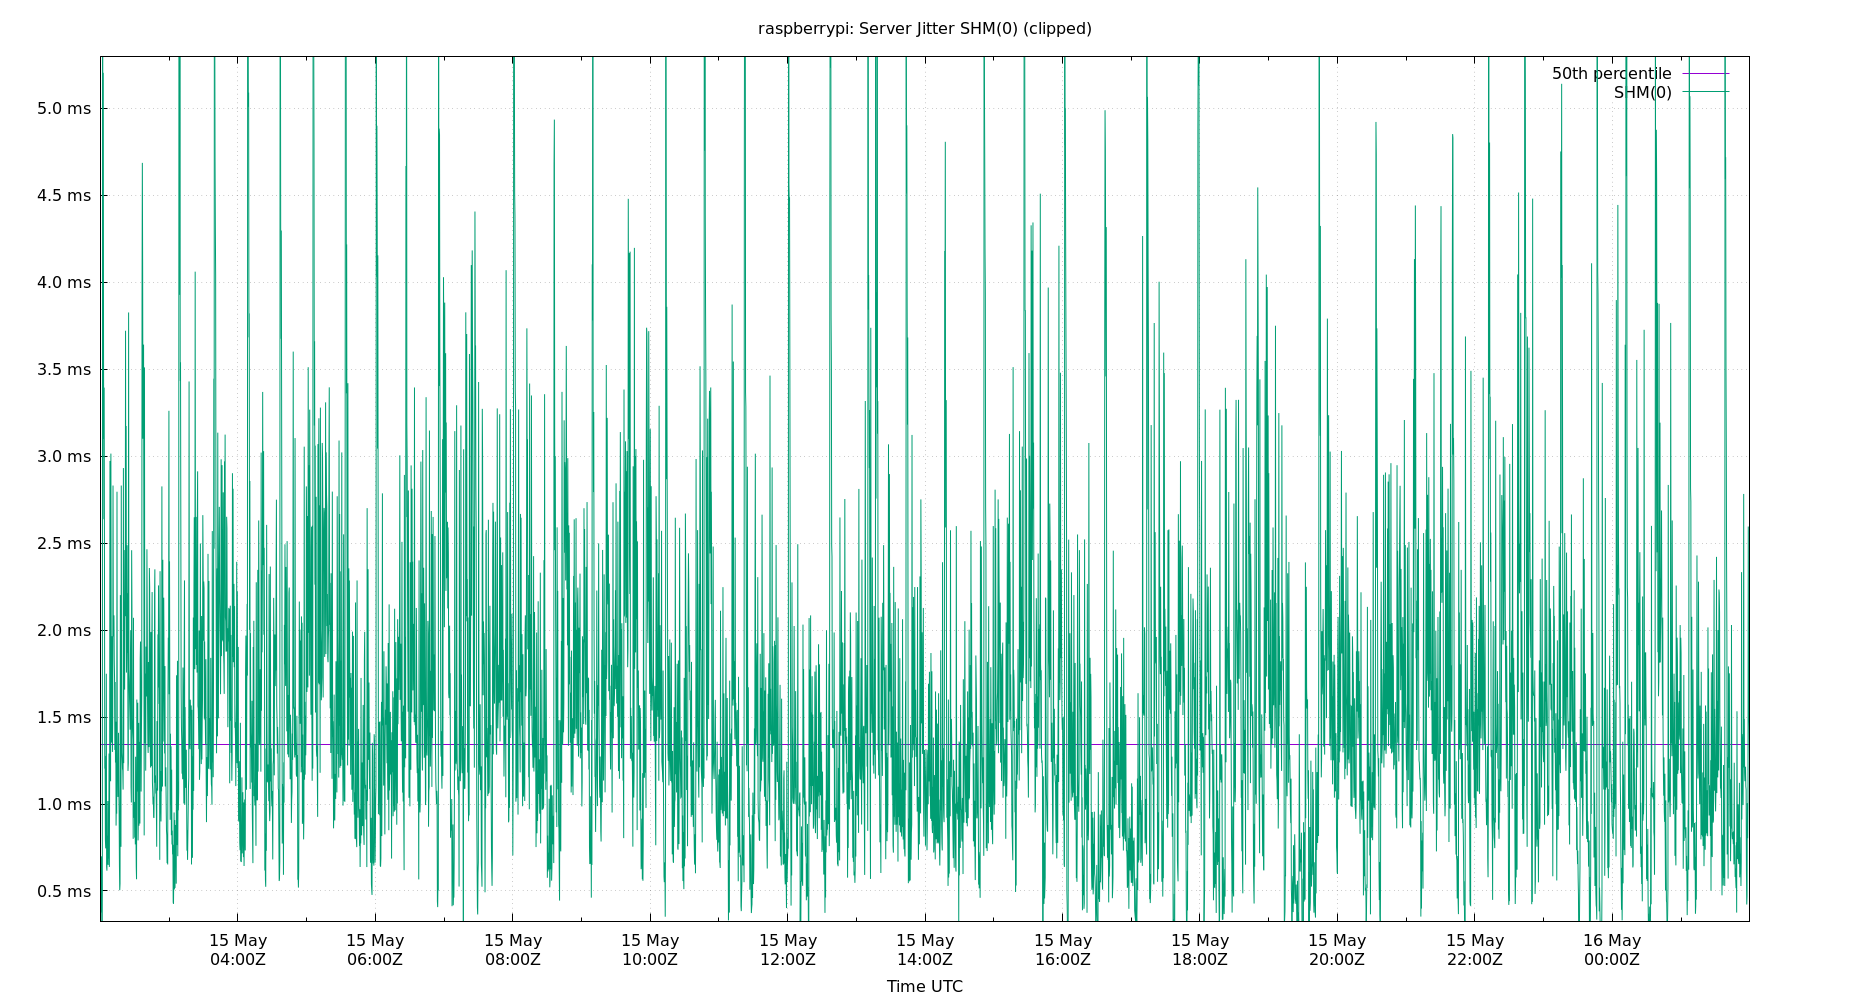 raspberrypi: Server Jitter SHM(0) (clipped)
50th percentile
SHM(0)
5.0 ms
4.5 ms
4.0 ms
3.5 ms
3.0 ms
2.5 ms
2.0 ms
1.5 ms
1.0 ms
0.5 ms
15 May 15 May 15 May 15 May 15 May 15 May 15 May 15 May 15 May 15 May 16 May
04:00Z 06:00Z 08:00Z 10:00Z 12:00Z 14:00Z 16:00Z 18:00Z 20:00Z 22:00Z 00:00Z
Time UTC